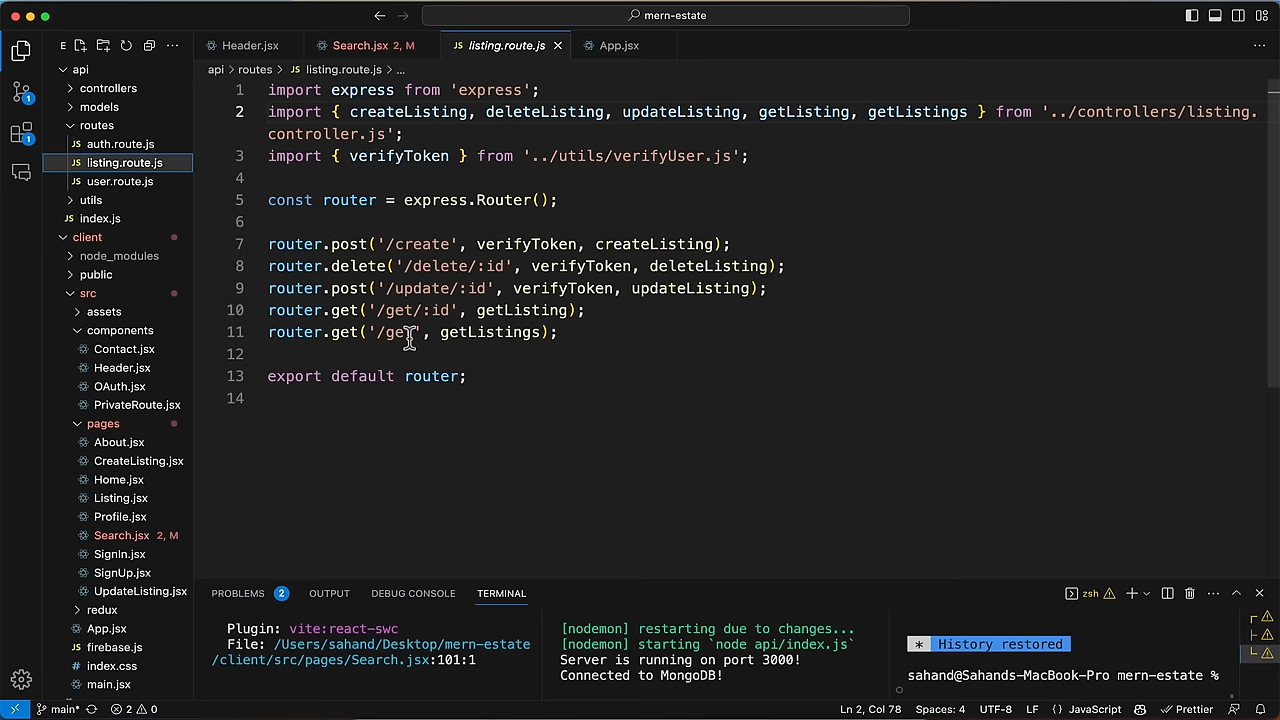 mern-estate
E
Header.jsx
Search.jsx 2, M
JS listing.route.js
App.jsx
api > routes > JS listing.route.js > ...
api
controllers
models
routes
JS auth.route.js
JS listing.route.js
JS user.route.js
utils
JS index.js
client
node_modules
public
src
assets
components
Contact.jsx
Header.jsx
OAuth.jsx
PrivateRoute.jsx
pages
About.jsx
CreateListing.jsx
Home.jsx
Listing.jsx
Profile.jsx
Search.jsx 2, M
SignIn.jsx
SignUp.jsx
UpdateListing.jsx
redux
App.jsx
JS firebase.js
index.css
main.jsx
1 import express from 'express';
2 import { createListing, deleteListing, updateListing, getListing, getListings } from '../controllers/listing.
controller.js';
3 import { verifyToken } from '../utils/verifyUser.js';
4
5 const router = express.Router();
6
7 router.post('/create', verifyToken, createListing);
8 router.delete('/delete/:id', verifyToken, deleteListing);
9 router.post('/update/:id', verifyToken, updateListing);
10 router.get('/get/:id', getListing);
11 router.get('/get', getListings);
12
13 export default router;
14
PROBLEMS 2 OUTPUT DEBUG CONSOLE TERMINAL
zsh
Plugin: vite:react-swc
File: /Users/sahand/Desktop/mern-estate
/client/src/pages/Search.jsx:101:1
[nodemon] restarting due to changes...
[nodemon] starting `node api/index.js`
Server is running on port 3000!
Connected to MongoDB!
* History restored
sahand@Sahands-MacBook-Pro mern-estate %
main* 2 0
Ln 2, Col 78 Spaces: 4 UTF-8 LF {} JavaScript Prettier
1
1